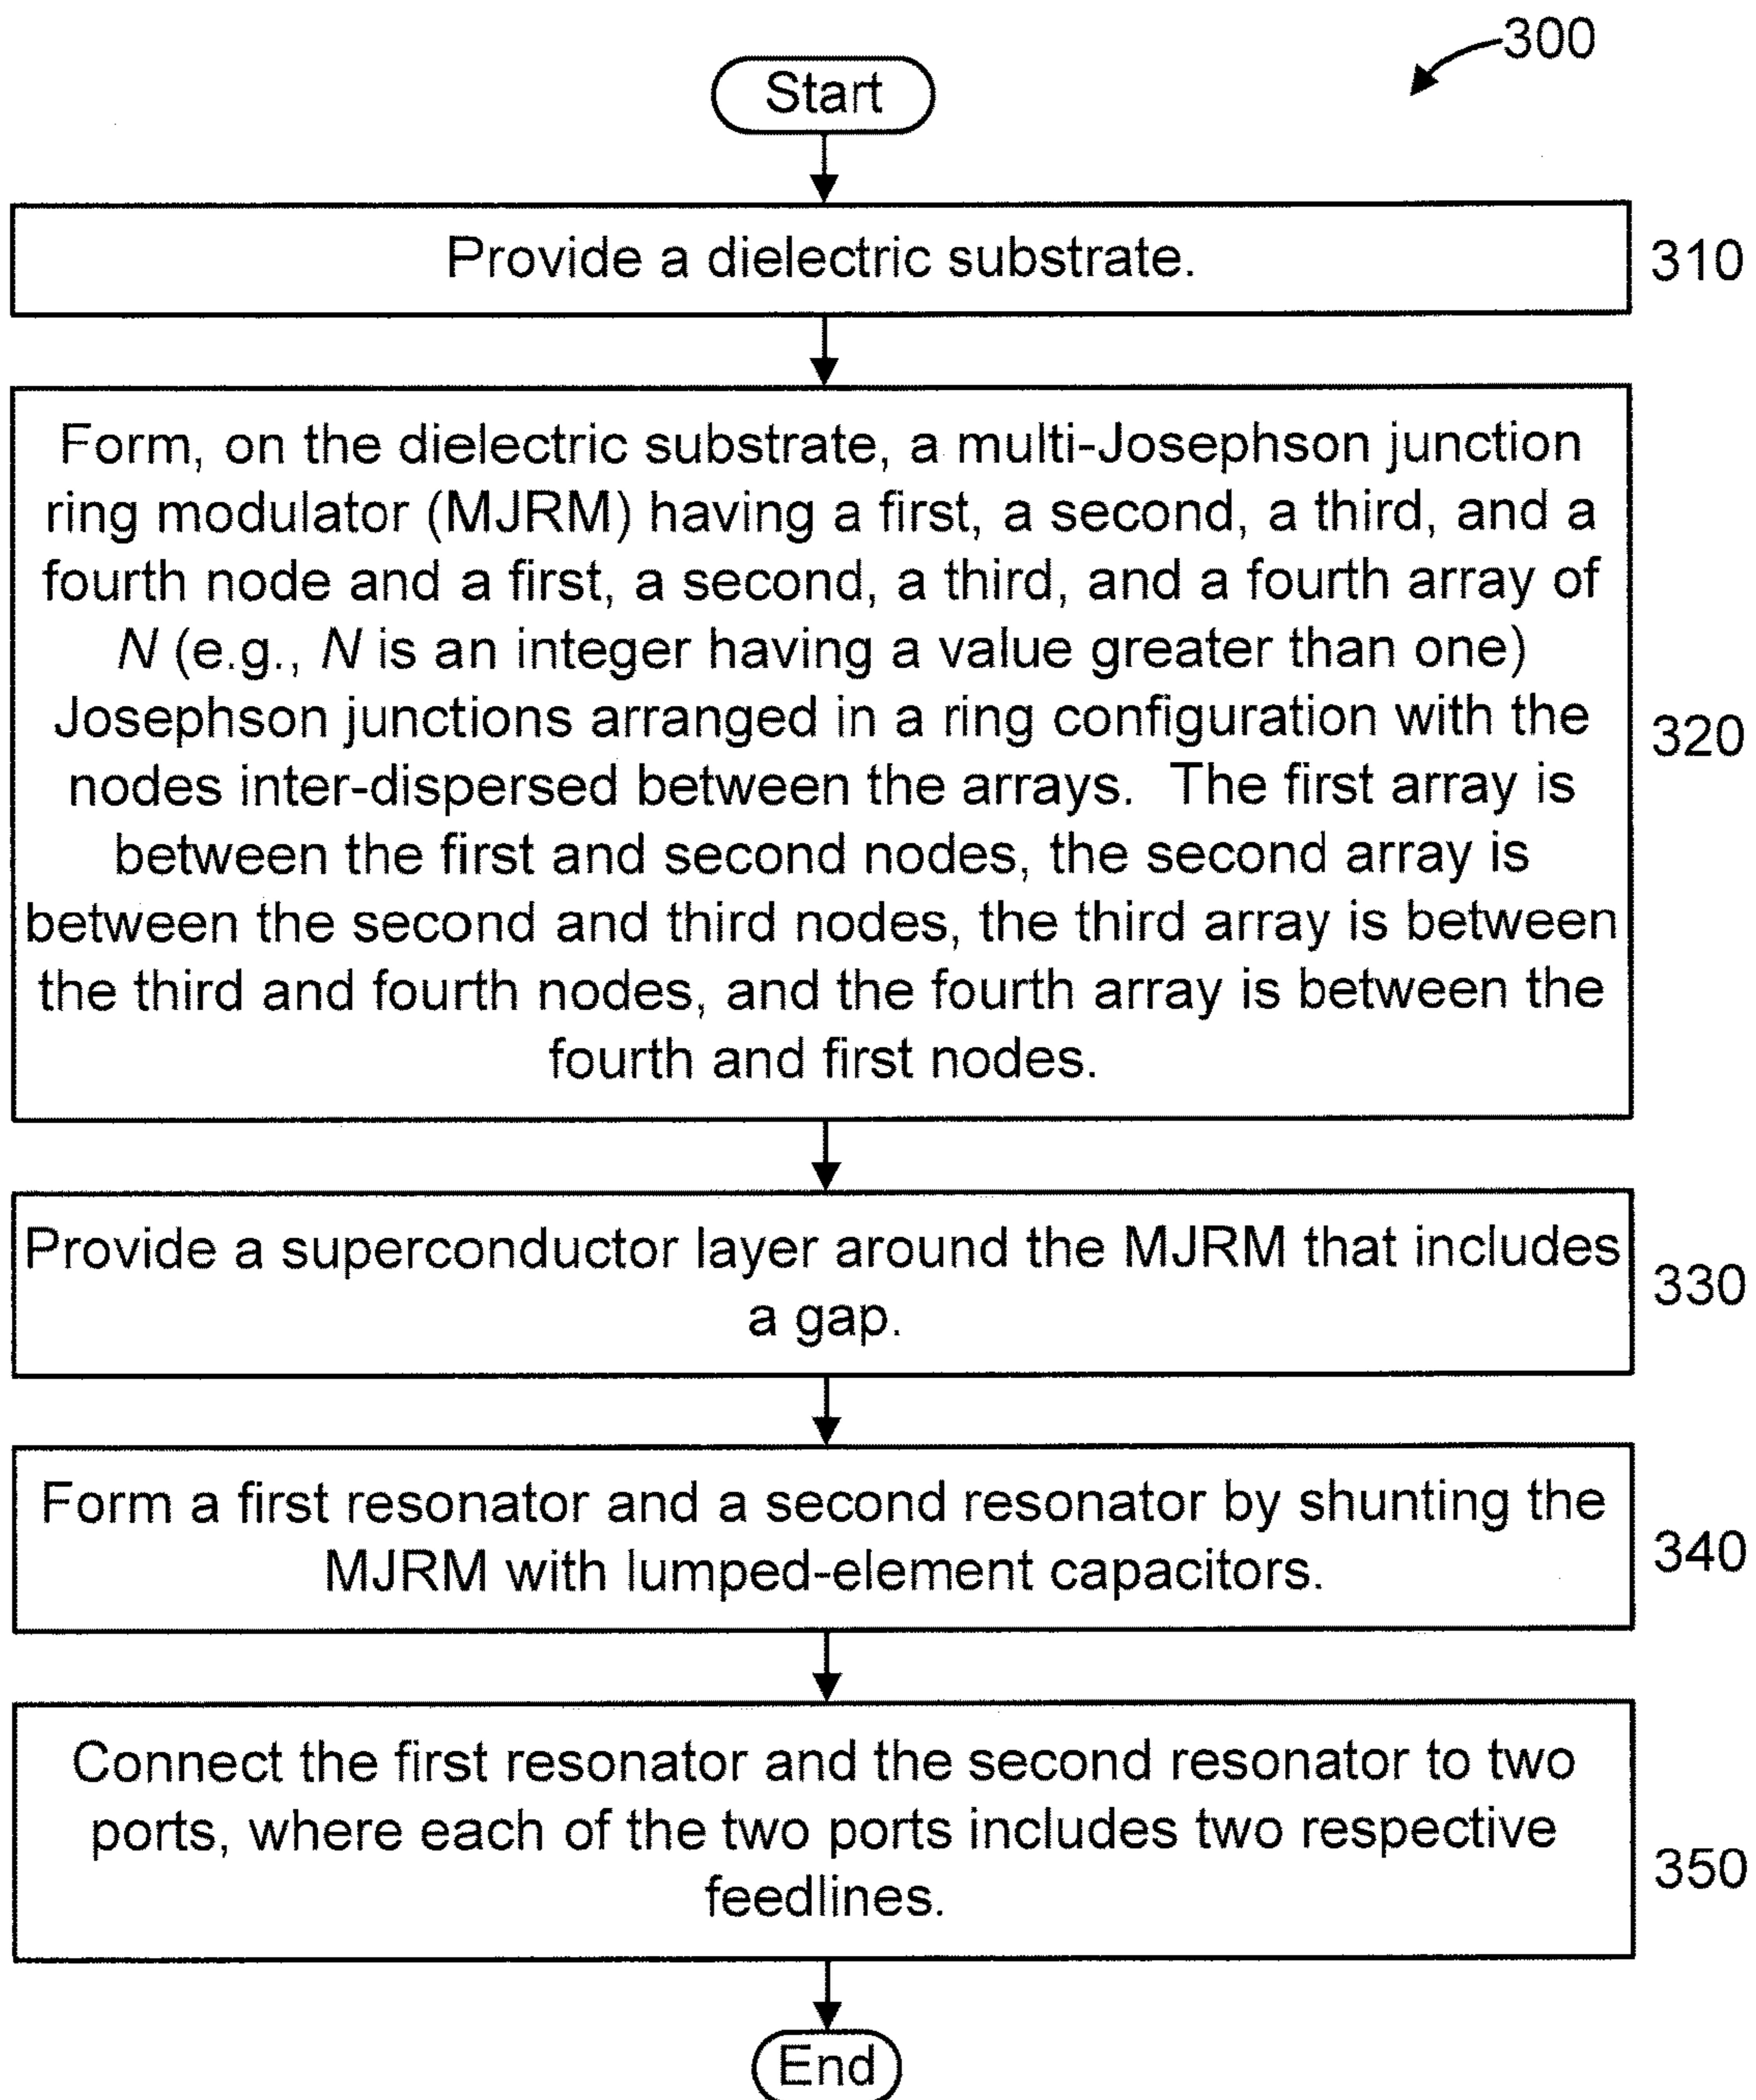 300
Start
Provide a dielectric substrate.
310
Form, on the dielectric substrate, a multi-Josephson junction
ring modulator (MJRM) having a first, a second, a third, and a
fourth node and a first, a second, a third, and a fourth array of
N (e.g., N is an integer having a value greater than one)
Josephson junctions arranged in a ring configuration with the
nodes inter-dispersed between the arrays. The first array is
between the first and second nodes, the second array is
between the second and third nodes, the third array is between
the third and fourth nodes, and the fourth array is between the
fourth and first nodes.
320
Provide a superconductor layer around the MJRM that includes
a gap.
330
Form a first resonator and a second resonator by shunting the
MJRM with lumped-element capacitors.
340
Connect the first resonator and the second resonator to two
ports, where each of the two ports includes two respective
feedlines.
350
End